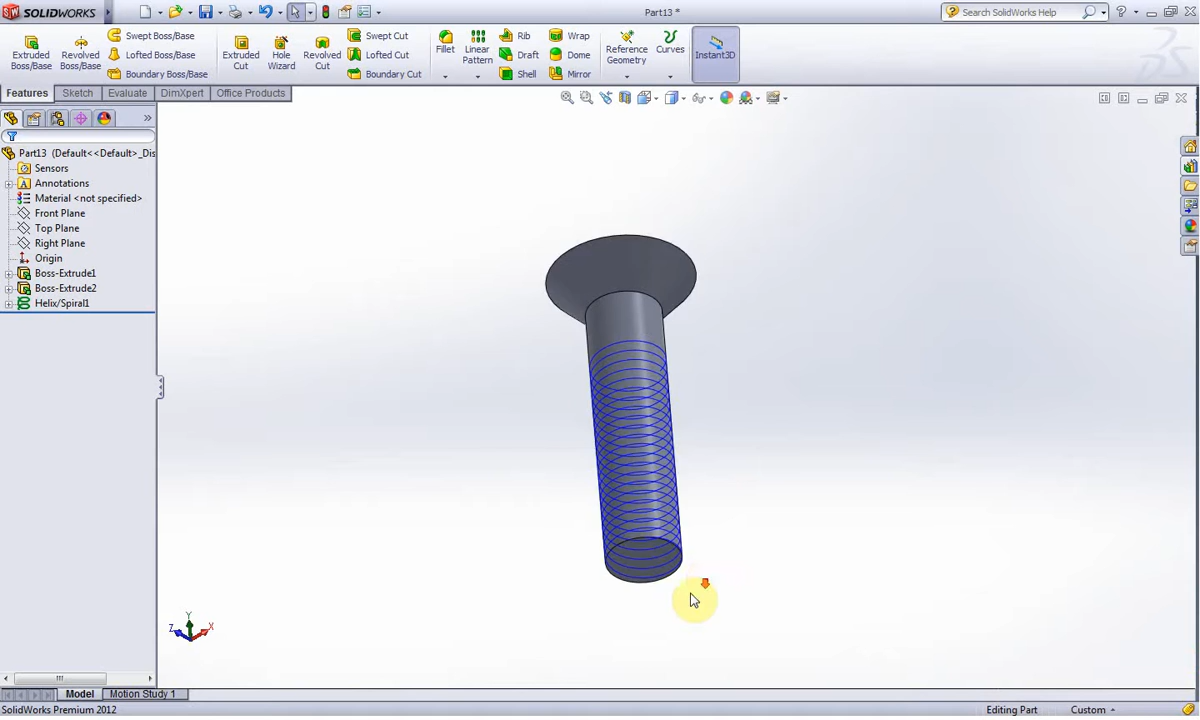 SOLIDWORKS
Part13 *
Search SolidWorks Help
Extruded Boss/Base
Revolved Boss/Base
Swept Boss/Base
Lofted Boss/Base
Boundary Boss/Base
Extruded Cut
Hole Wizard
Revolved Cut
Swept Cut
Lofted Cut
Boundary Cut
Fillet
Linear Pattern
Rib
Draft
Shell
Wrap
Dome
Mirror
Reference Geometry
Curves
Instant3D
Features
Sketch
Evaluate
DimXpert
Office Products
Part13 (Default<<Default>_Dis
Sensors
Annotations
Material <not specified>
Front Plane
Top Plane
Right Plane
Origin
Boss-Extrude1
Boss-Extrude2
Helix/Spiral1
Y
Z
X
Model
Motion Study 1
SolidWorks Premium 2012
Editing Part
Custom